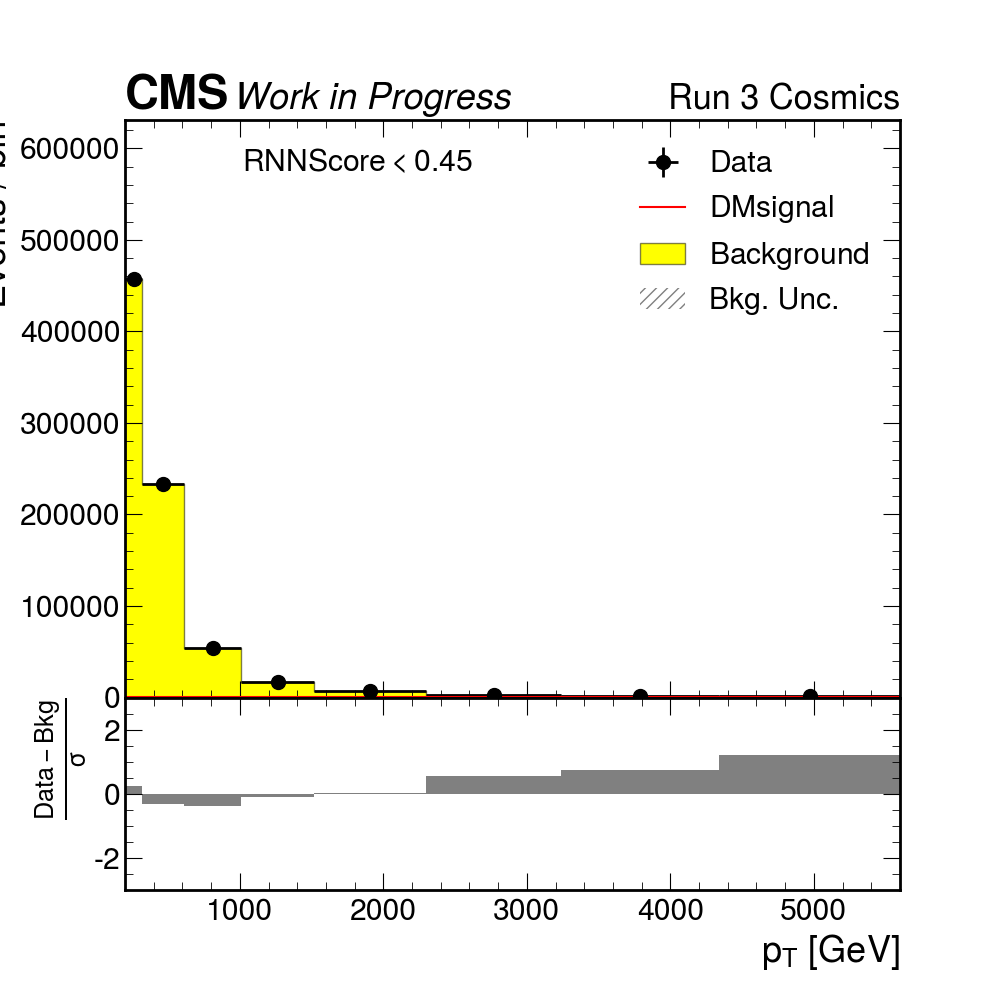 CMS Work in Progress Run 3 Cosmics
RNNScore < 0.45
Data
DMsignal
Background
Bkg. Unc.
600000
500000
400000
300000
200000
100000
0
Data – Bkg
σ
2
0
-2
1000 2000 3000 4000 5000
pT [GeV]